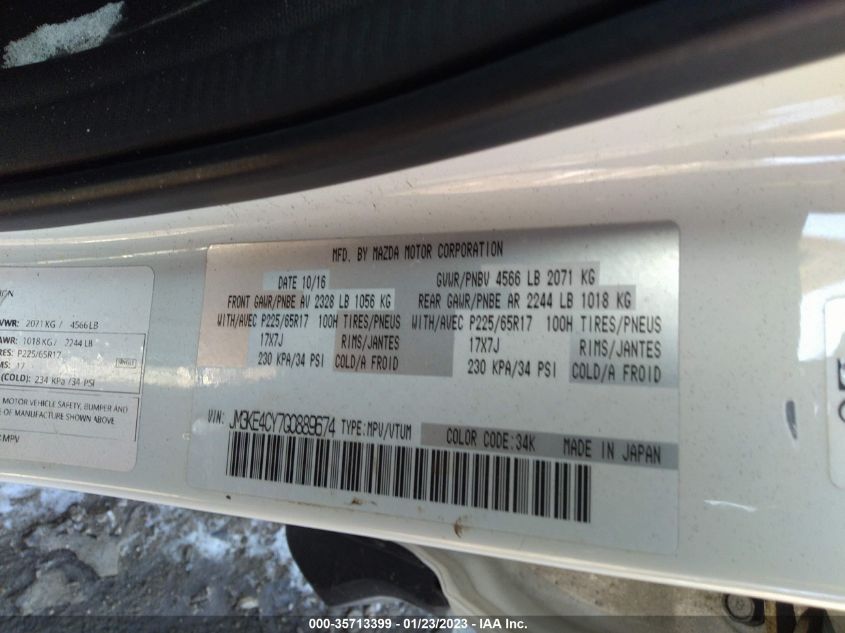 MFD. BY MAZDA MOTOR CORPORATION
DATE 10/16 GVWR/PNBV 4566 LB 2071 KG
FRONT GAWR/PNBE AV 2328 LB 1056 KG REAR GAWR/PNBE AR 2244 LB 1018 KG
WITH/AVEC P225/65R17 100H TIRES/PNEUS WITH/AVEC P225/65R17 100H TIRES/PNEUS
17X7J RIMS/JANTES 17X7J RIMS/JANTES
230 KPA/34 PSI COLD/A FROID 230 KPA/34 PSI COLD/A FROID
VIN: JM3KE4CY7G0889674 TYPE:MPV/VTUM COLOR CODE:34K MADE IN JAPAN
2071 KG/ 4566 LB
1018 KG/ 2244 LB
P225/65R17 SINGLE
17
(COLD): 234 KPa /34 PSI
MOTOR VEHICLE SAFETY, BUMPER AND
OF MANUFACTURE SHOWN ABOVE.
MPV
000-35713399 - 01/23/2023 - IAA Inc.